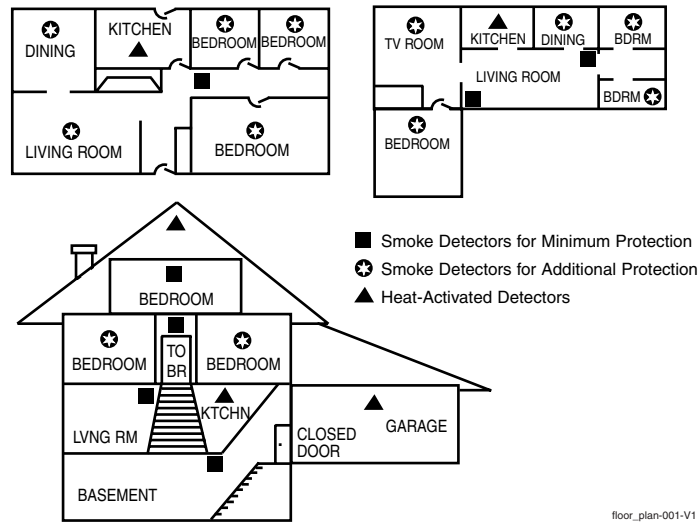 DINING
KITCHEN
BEDROOM
BEDROOM
LIVING ROOM
BEDROOM
TV ROOM
KITCHEN
DINING
BDRM
LIVING ROOM
BDRM
BEDROOM
Smoke Detectors for Minimum Protection
Smoke Detectors for Additional Protection
Heat-Activated Detectors
BEDROOM
BEDROOM
TO
BR
BEDROOM
LVNG RM
KTCHN
CLOSED
DOOR
GARAGE
BASEMENT
floor_plan-001-V1